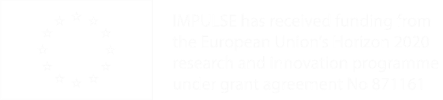 has received funding from
the European Union's Horizon 2020
research and innovation programme
under grant agreement No